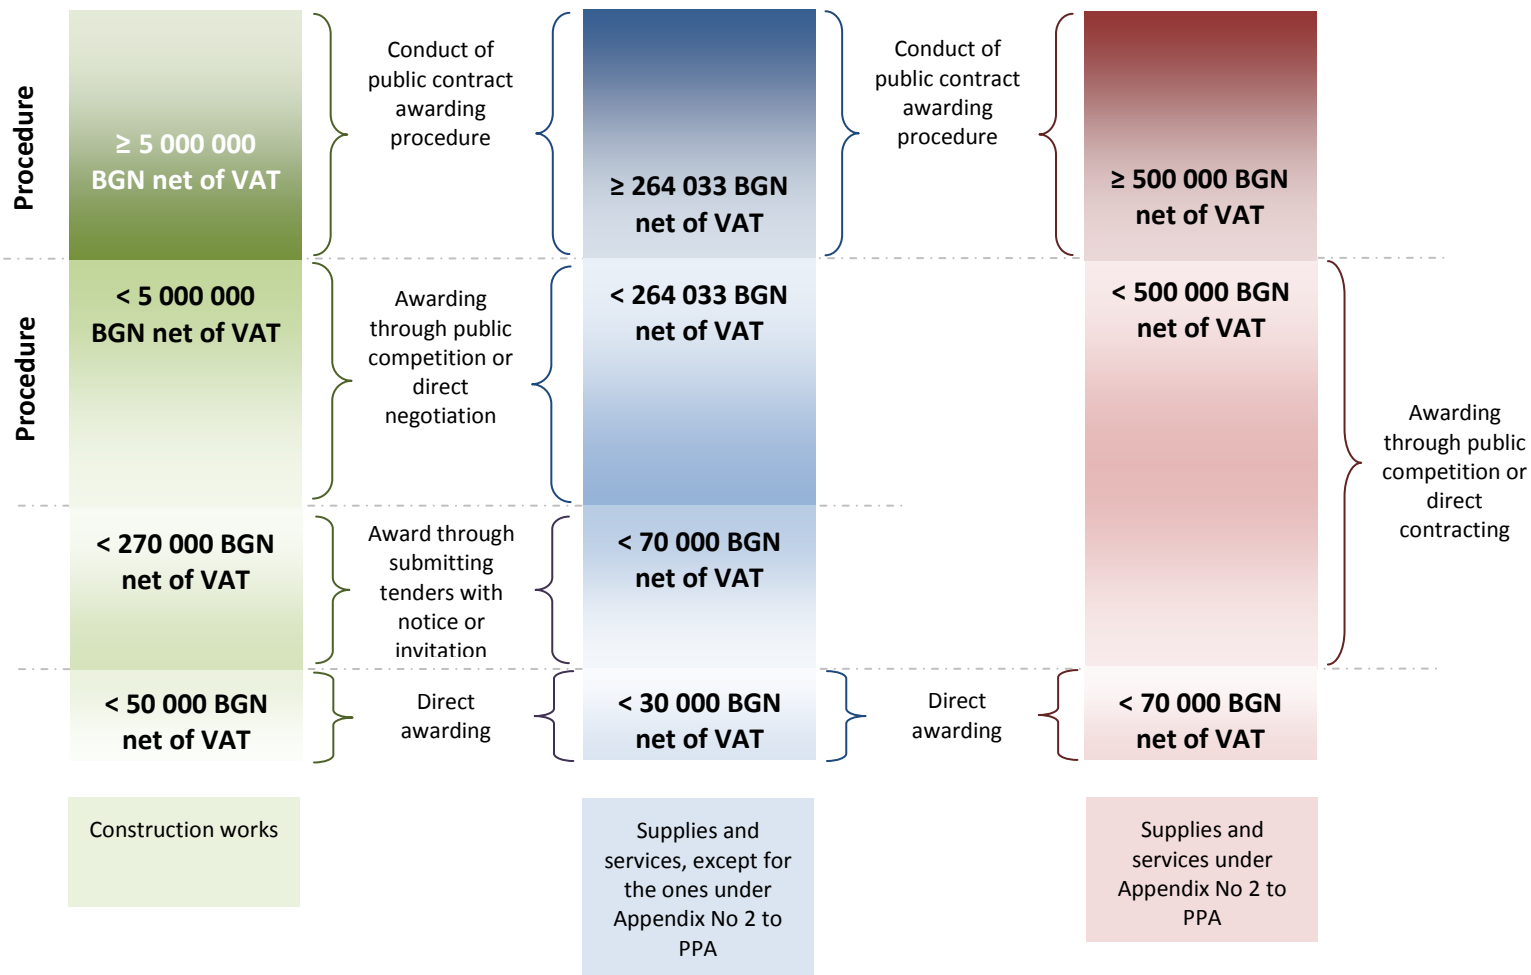 Procedure
≥ 5 000 000
BGN net of VAT
Conduct of
public contract
awarding
procedure
≥ 264 033 BGN
net of VAT
Conduct of
public contract
awarding
procedure
≥ 500 000 BGN
net of VAT
Procedure
< 5 000 000
BGN net of VAT
Awarding
through public
competition or
direct
negotiation
< 264 033 BGN
net of VAT
< 500 000 BGN
net of VAT
Awarding
through public
competition or
direct
contracting
< 270 000 BGN
net of VAT
Award through
submitting
tenders with
notice or
invitation
< 70 000 BGN
net of VAT
< 50 000 BGN
net of VAT
Direct
awarding
< 30 000 BGN
net of VAT
Direct
awarding
< 70 000 BGN
net of VAT
Construction works
Supplies and
services, except for
the ones under
Appendix No 2 to
PPA
Supplies and
services under
Appendix No 2 to
PPA